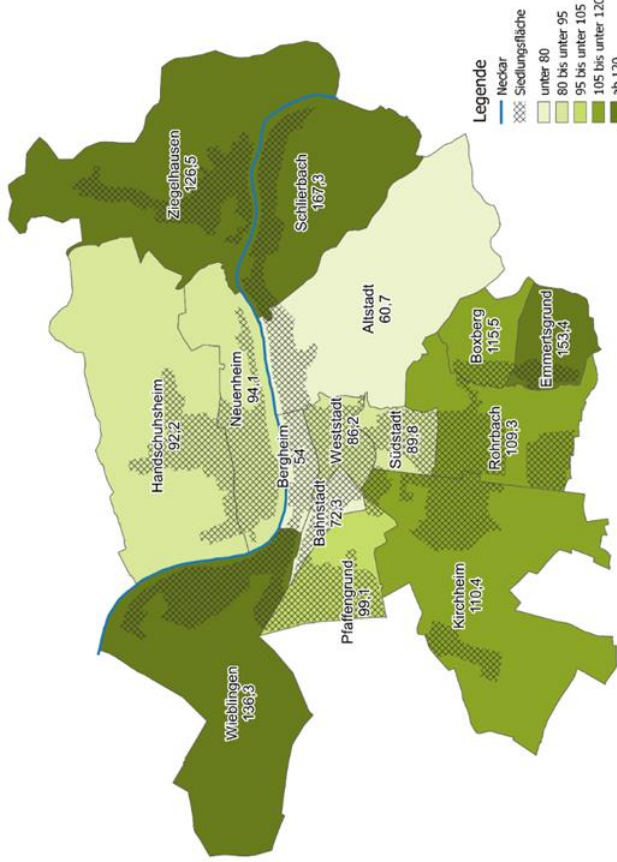 Ziegelhausen
126,5
Schlierbach
167,3
Handschuhsheim
92,2
Neuenheim
94,1
Altstadt
60,7
Bergheim
54
Weststadt
86,2
Südstadt
89,8
Bahnstadt
72,3
Pfaffengrund
99,1
Wieblingen
136,3
Kirchheim
110,4
Rohrbach
109,3
Boxberg
115,5
Emmertsgrund
153,4
Legende
Neckar
Siedlungsfläche
unter 80
80 bis unter 95
95 bis unter 105
105 bis unter 120
ab 120